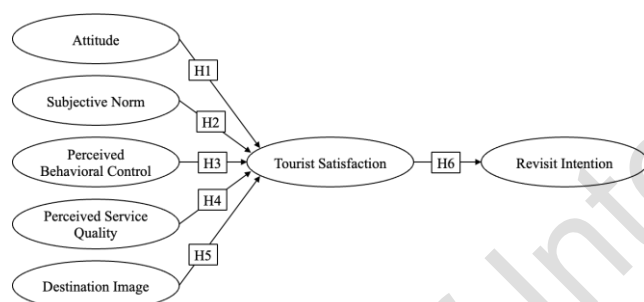 Attitude
H1
Subjective Norm
H2
Perceived
Behavioral Control
H3
Tourist Satisfaction
H6
Revisit Intention
H4
Perceived Service
Quality
H5
Destination Image